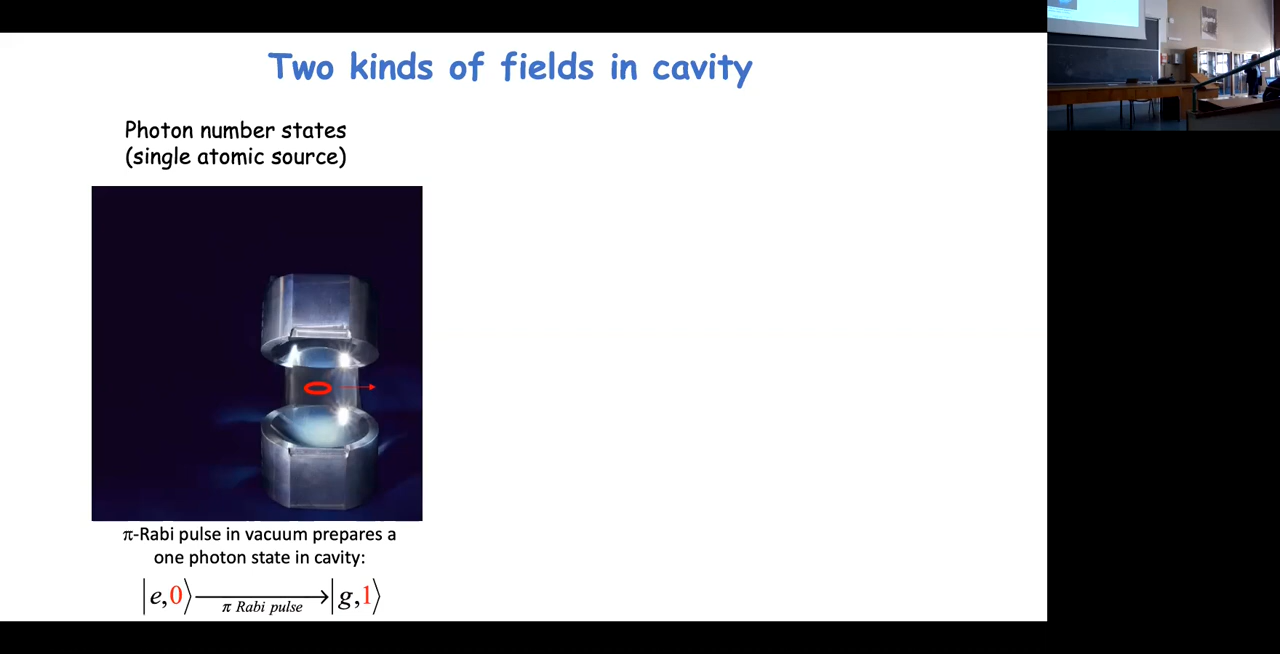 Two kinds of fields in cavity
Photon number states
(single atomic source)
π-Rabi pulse in vacuum prepares a
one photon state in cavity:
|e,0⟩ ⟶ |g,1⟩
π Rabi pulse